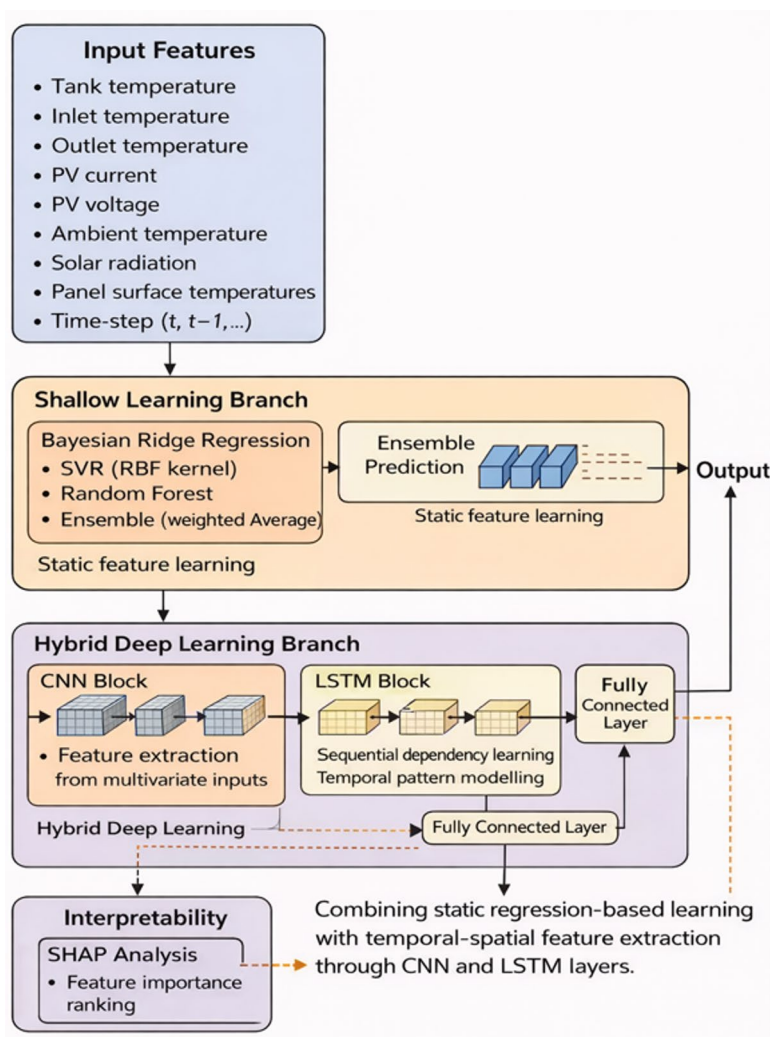 Input Features
• Tank temperature
• Inlet temperature
• Outlet temperature
• PV current
• PV voltage
• Ambient temperature
• Solar radiation
• Panel surface temperatures
• Time-step (t, t−1,...)
Shallow Learning Branch
Bayesian Ridge Regression
• SVR (RBF kernel)
• Random Forest
• Ensemble (weighted Average)
Ensemble
Prediction
Static feature learning
Output
Static feature learning
Hybrid Deep Learning Branch
CNN Block
• Feature extraction
from multivariate inputs
LSTM Block
Sequential dependency learning
Temporal pattern modelling
Fully
Connected
Layer
Hybrid Deep Learning
Fully Connected Layer
Interpretability
SHAP Analysis
• Feature importance
ranking
Combining static regression-based learning
with temporal-spatial feature extraction
through CNN and LSTM layers.